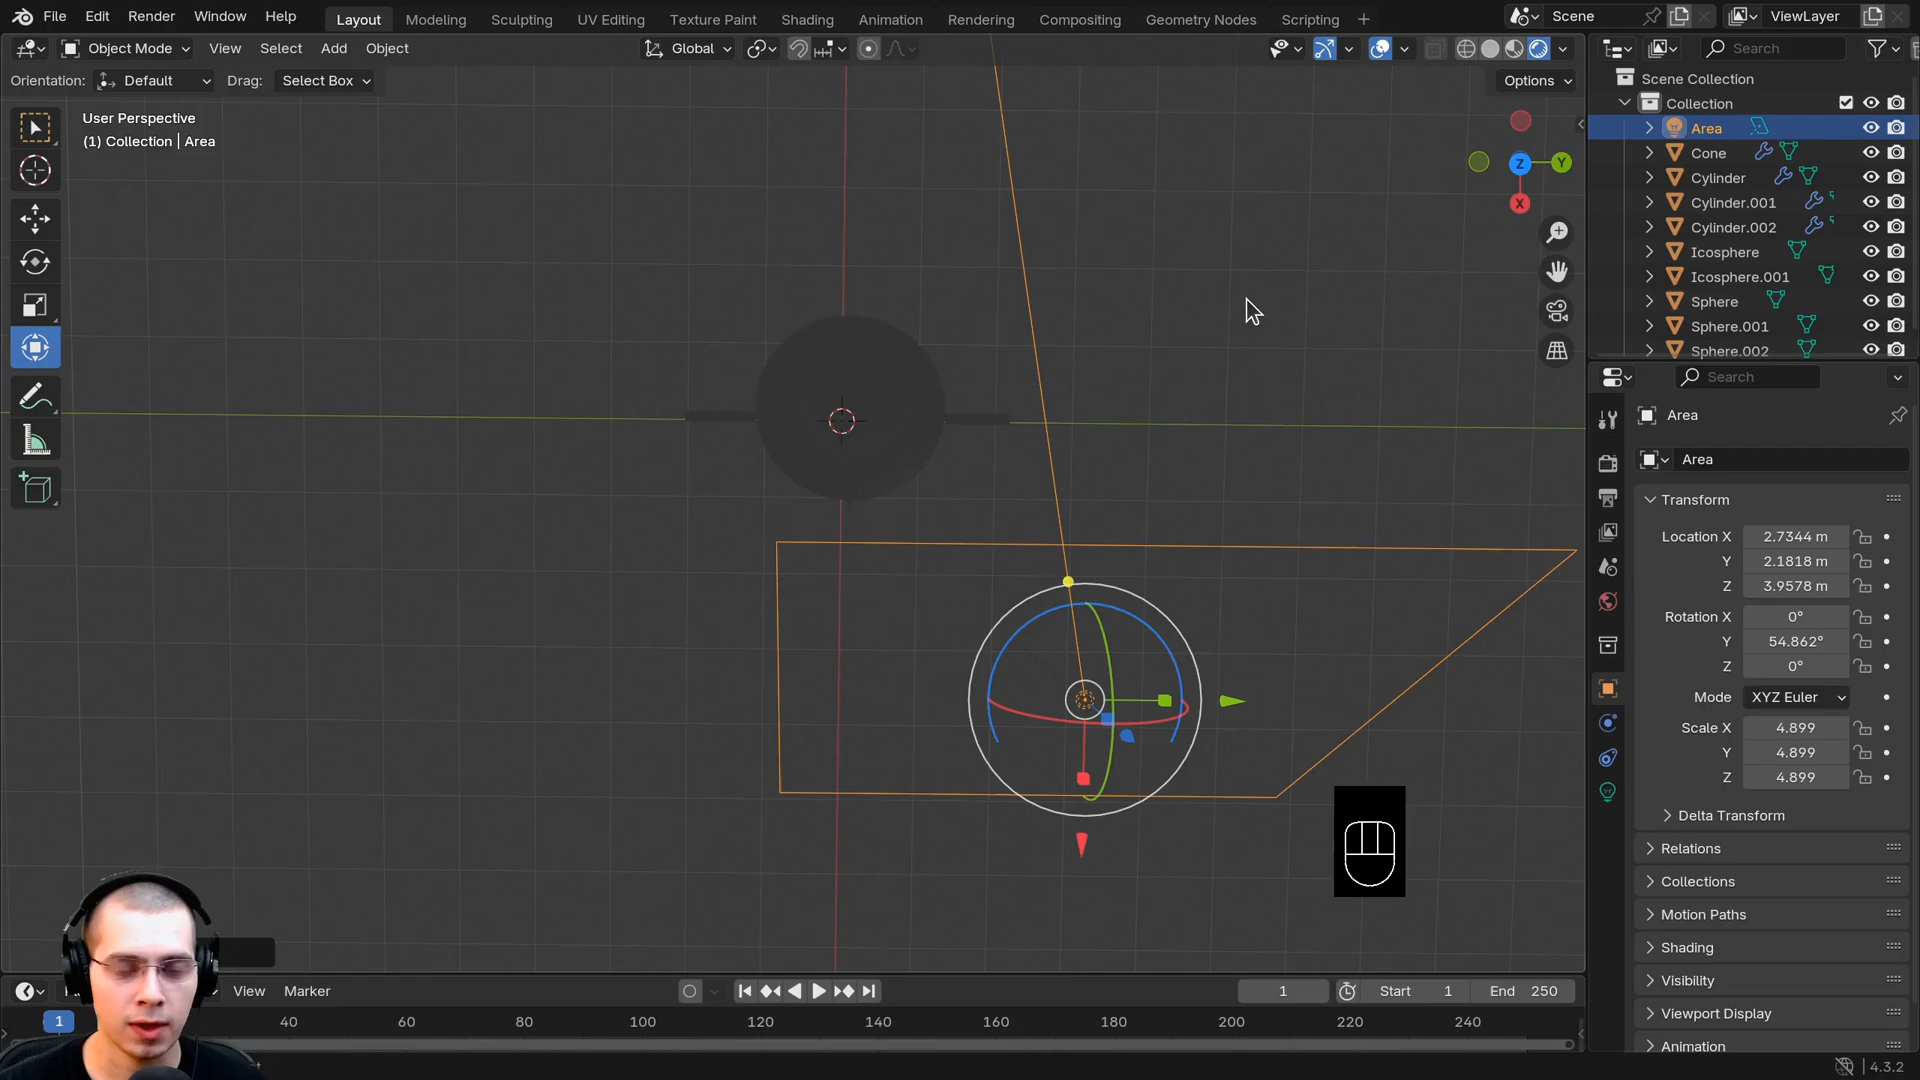 File Edit Render Window Help Layout Modeling Sculpting UV Editing Texture Paint Shading Animation Rendering Compositing Geometry Nodes Scripting Scene ViewLayer
Object Mode View Select Add Object Global Search
Orientation: Default Drag: Select Box Options
User Perspective
(1) Collection | Area
Z Y
X
Scene Collection
Collection
Area
Cone
Cylinder
Cylinder.001
Cylinder.002
Icosphere
Icosphere.001
Sphere
Sphere.001
Sphere.002
Search
Area
Area
Transform
Location X 2.7344 m
Y 2.1818 m
Z 3.9578 m
Rotation X 0°
Y 54.862°
Z 0°
Mode XYZ Euler
Scale X 4.899
Y 4.899
Z 4.899
Delta Transform
Relations
Collections
Motion Paths
Shading
Visibility
Viewport Display
Animation
View Marker 1 Start 1 End 250
1 40 60 80 100 120 140 160 180 200 220 240
4.3.2